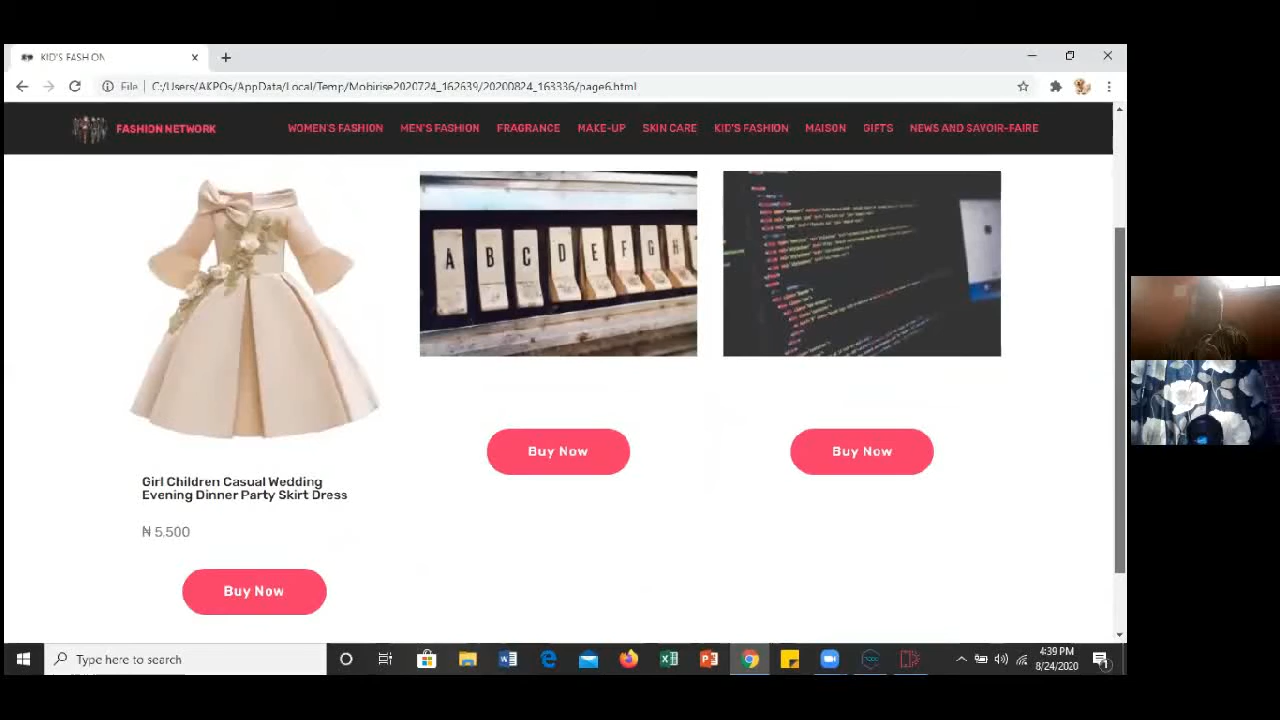 KID'S FASHION
File
C:/Users/AKPOs/AppData/Local/Temp/Mobirise2020724_162639/20200824_163336/page6.html
FASHION NETWORK
WOMEN'S FASHION
MEN'S FASHION
FRAGRANCE
MAKE-UP
SKIN CARE
KID'S FASHION
MAISON
GIFTS
NEWS AND SAVOIR-FAIRE
A B C D E F G H
Girl Children Casual Wedding
Evening Dinner Party Skirt Dress
₦ 5.500
Buy Now
Buy Now
Buy Now
Type here to search
4:39 PM
8/24/2020